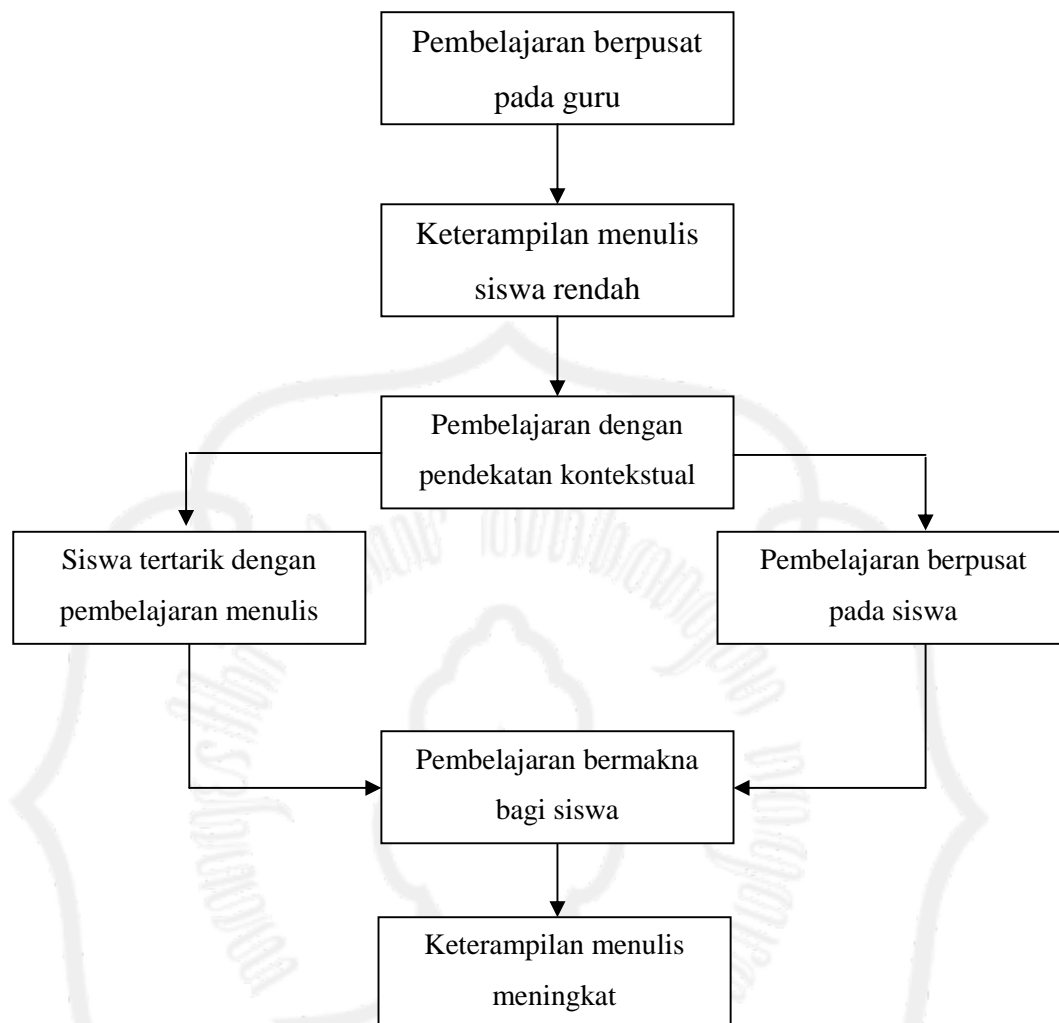 Pembelajaran berpusat
pada guru
Keterampilan menulis
siswa rendah
Pembelajaran dengan
pendekatan kontekstual
Siswa tertarik dengan
pembelajaran menulis
Pembelajaran berpusat
pada siswa
Pembelajaran bermakna
bagi siswa
Keterampilan menulis
meningkat